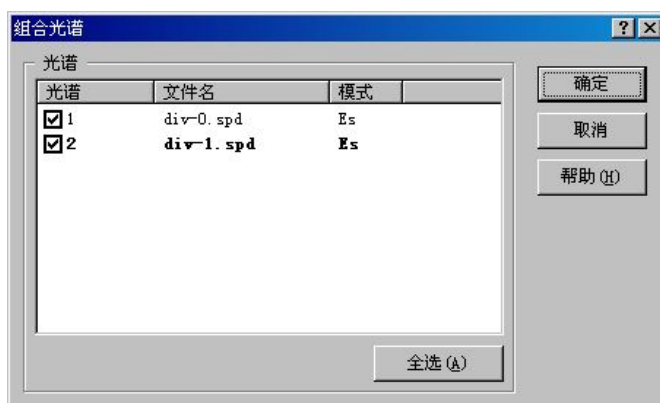 组合光谱
光谱
光谱 文件名 模式
1 div-0.spd Es
2 div-1.spd Es
确定
取消
帮助(H)
全选(A)